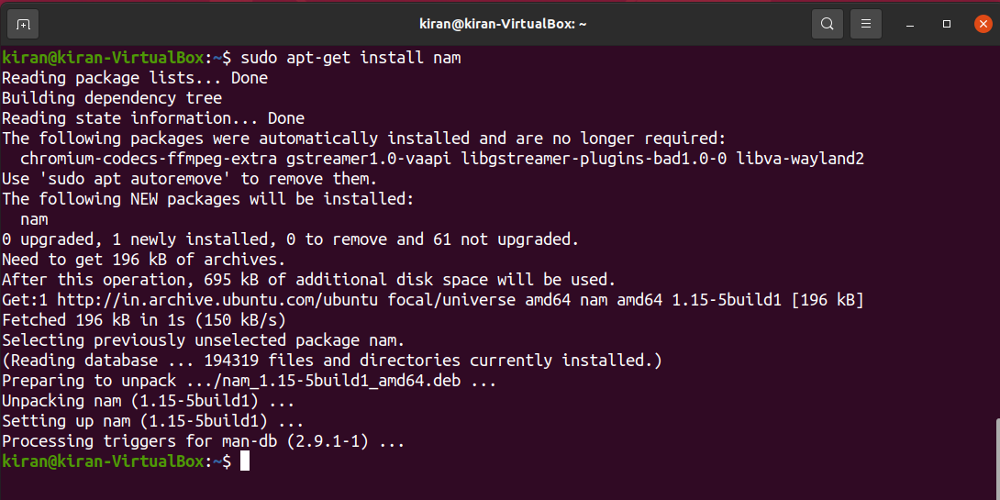 kiran@kiran-VirtualBox: ~
kiran@kiran-VirtualBox:~$ sudo apt-get install nam
Reading package lists... Done
Building dependency tree
Reading state information... Done
The following packages were automatically installed and are no longer required:
  chromium-codecs-ffmpeg-extra gstreamer1.0-vaapi libgstreamer-plugins-bad1.0-0 libva-wayland2
Use 'sudo apt autoremove' to remove them.
The following NEW packages will be installed:
  nam
0 upgraded, 1 newly installed, 0 to remove and 61 not upgraded.
Need to get 196 kB of archives.
After this operation, 695 kB of additional disk space will be used.
Get:1 http://in.archive.ubuntu.com/ubuntu focal/universe amd64 nam amd64 1.15-5build1 [196 kB]
Fetched 196 kB in 1s (150 kB/s)
Selecting previously unselected package nam.
(Reading database ... 194319 files and directories currently installed.)
Preparing to unpack .../nam_1.15-5build1_amd64.deb ...
Unpacking nam (1.15-5build1) ...
Setting up nam (1.15-5build1) ...
Processing triggers for man-db (2.9.1-1) ...
kiran@kiran-VirtualBox:~$